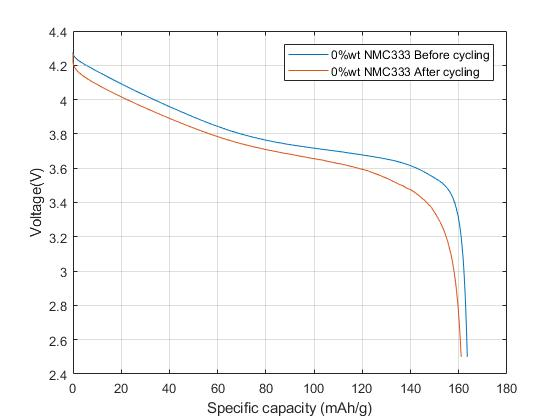 4.4
4.2
4
3.8
3.6
3.4
3.2
3
2.8
2.6
2.4
Voltage(V)
0%wt NMC333 Before cycling
0%wt NMC333 After cycling
0 20 40 60 80 100 120 140 160 180
Specific capacity (mAh/g)